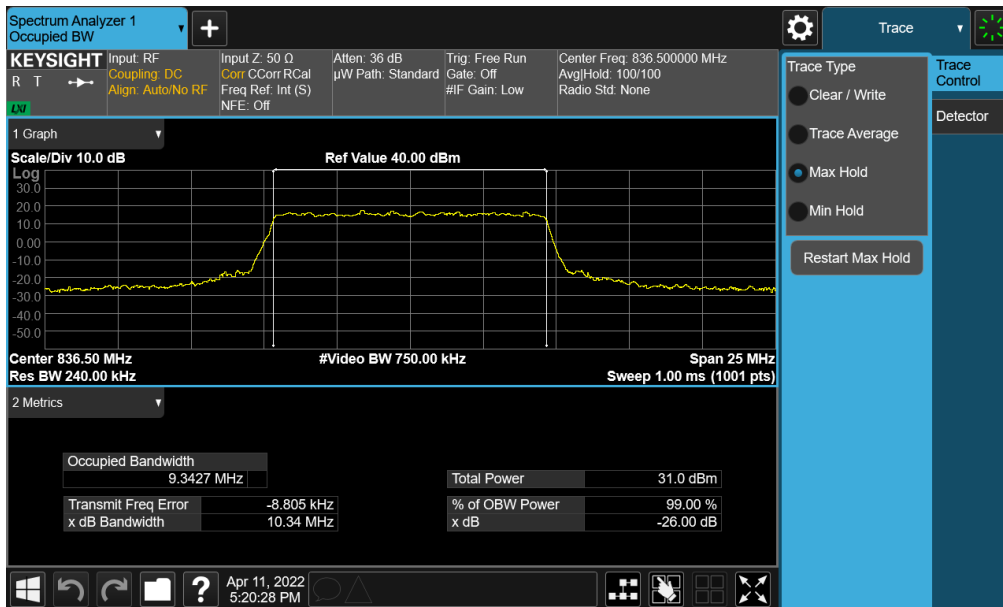 Spectrum Analyzer 1
Occupied BW
Trace
KEYSIGHT
R T
LXI
Input: RF
Coupling: DC
Align: Auto/No RF
Input Z: 50 Ω
Corr CCorr RCal
Freq Ref: Int (S)
NFE: Off
Atten: 36 dB
µW Path: Standard
Trig: Free Run
Gate: Off
#IF Gain: Low
Center Freq: 836.500000 MHz
Avg|Hold: 100/100
Radio Std: None
Trace Type
Clear / Write
Trace Average
Max Hold
Min Hold
Restart Max Hold
Trace
Control
Detector
1 Graph
Scale/Div 10.0 dB
Ref Value 40.00 dBm
Log
30.0
20.0
10.0
0.00
-10.0
-20.0
-30.0
-40.0
-50.0
Center 836.50 MHz
#Video BW 750.00 kHz
Span 25 MHz
Res BW 240.00 kHz
Sweep 1.00 ms (1001 pts)
2 Metrics
Occupied Bandwidth
9.3427 MHz
Total Power 31.0 dBm
Transmit Freq Error -8.805 kHz
% of OBW Power 99.00 %
x dB Bandwidth 10.34 MHz
x dB -26.00 dB
?
Apr 11, 2022
5:20:28 PM